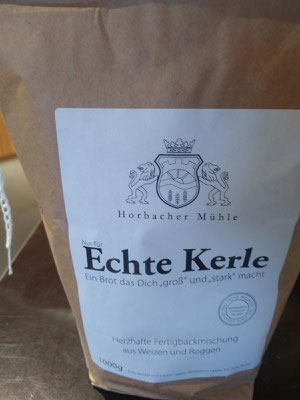 Horbacher Mühle
Nur für
Echte Kerle
Ein Brot das Dich „groß" und „stark" macht
Herzhafte Fertigbackmischung
aus Weizen und Roggen
1000g